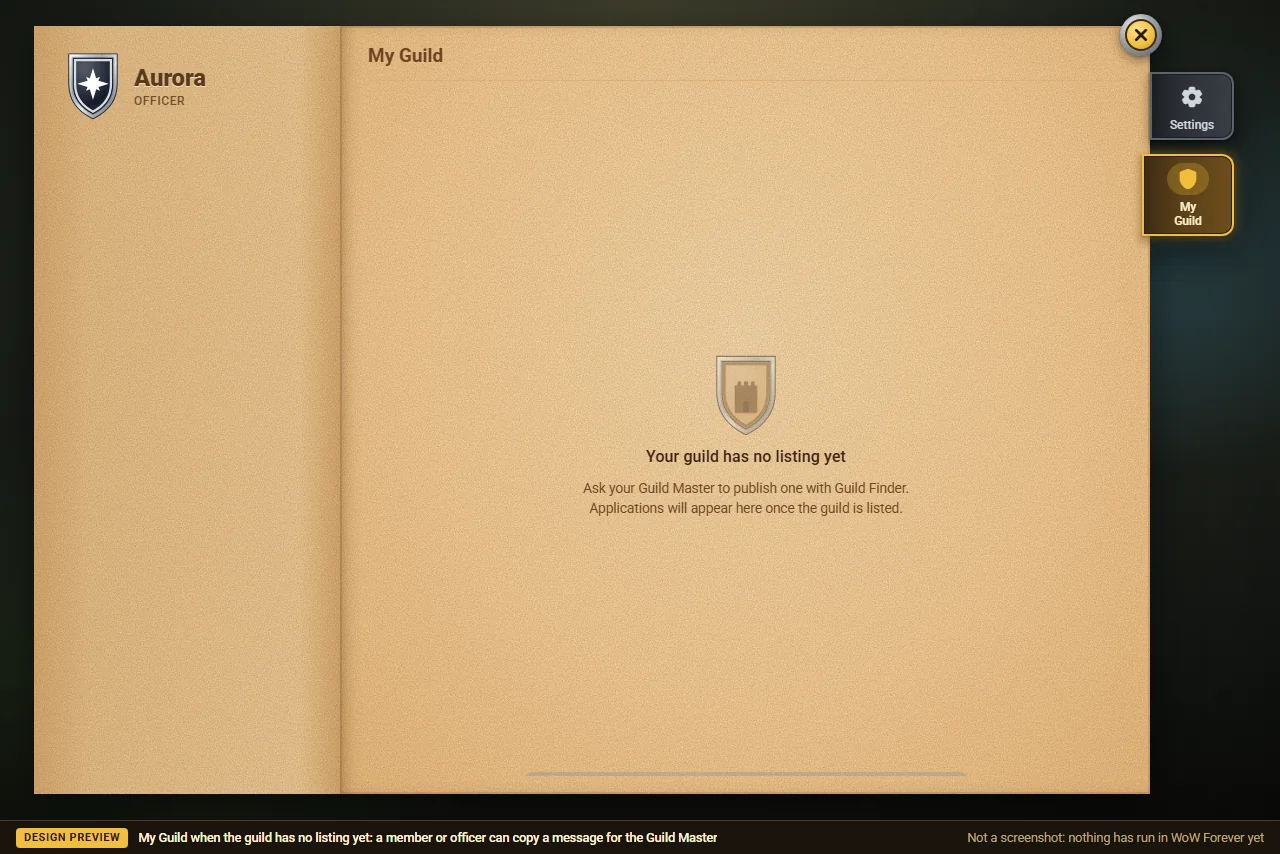 Aurora
OFFICER
My Guild
Settings
My
Guild
Your guild has no listing yet
Ask your Guild Master to publish one with Guild Finder.
Applications will appear here once the guild is listed.
DESIGN PREVIEW
My Guild when the guild has no listing yet: a member or officer can copy a message for the Guild Master
Not a screenshot: nothing has run in WoW Forever yet